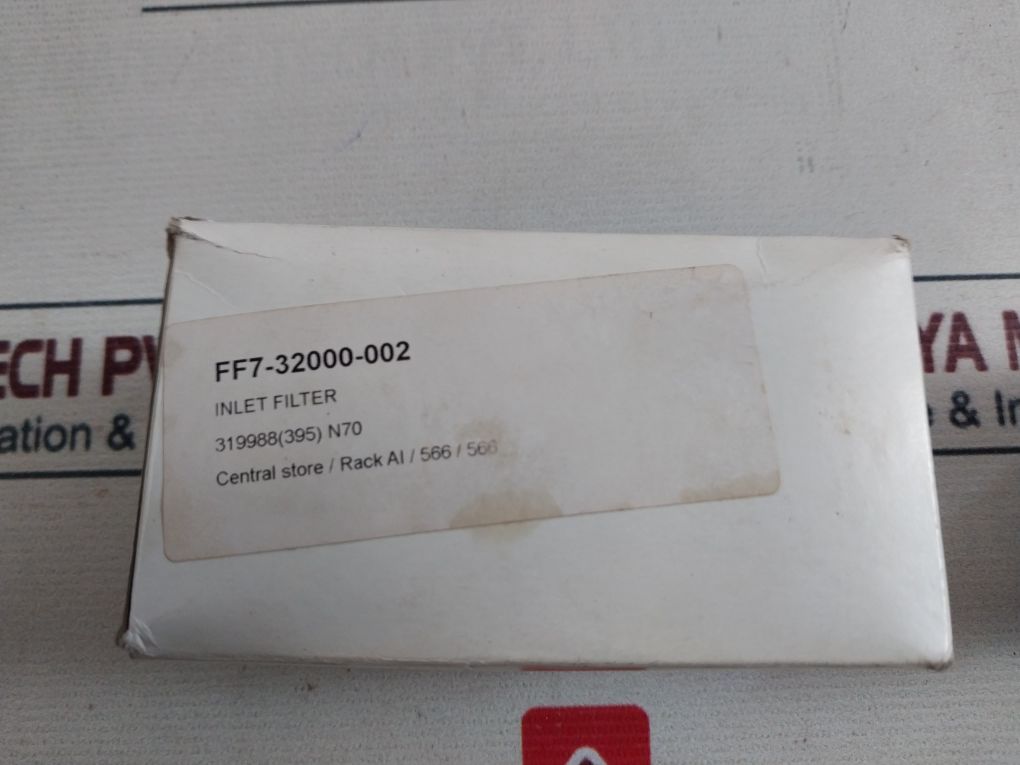 FF7-32000-002
INLET FILTER
319988(395) N70
Central store / Rack AI / 566 / 566
ECH PV
YA
ation &
& In